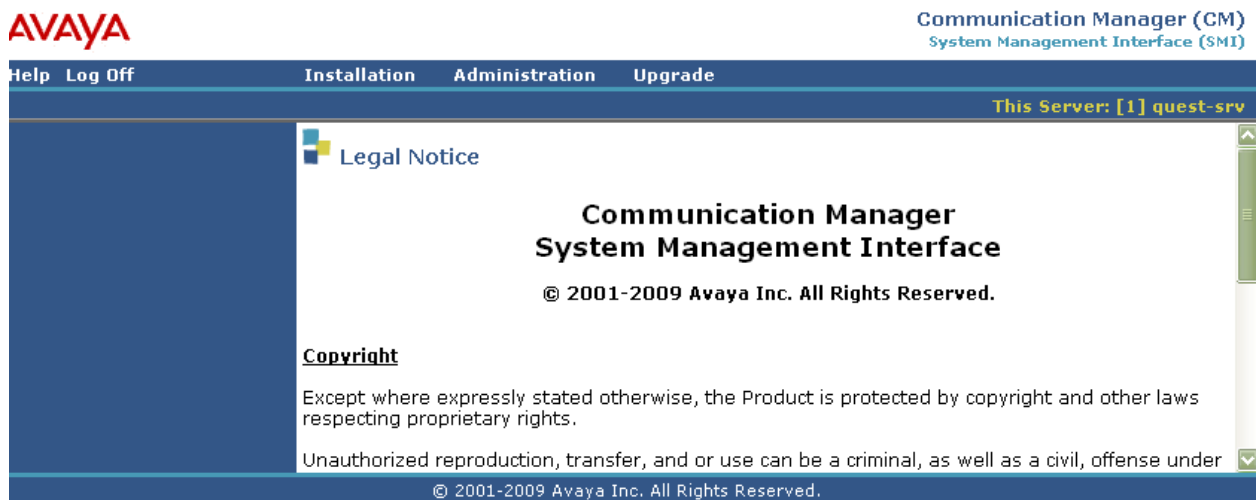 AVAYA
Communication Manager (CM)
System Management Interface (SMI)
Help Log Off Installation Administration Upgrade
This Server: [1] quest-srv
Legal Notice
Communication Manager
System Management Interface
© 2001-2009 Avaya Inc. All Rights Reserved.
Copyright
Except where expressly stated otherwise, the Product is protected by copyright and other laws
respecting proprietary rights.
Unauthorized reproduction, transfer, and or use can be a criminal, as well as a civil, offense under
© 2001-2009 Avaya Inc. All Rights Reserved.